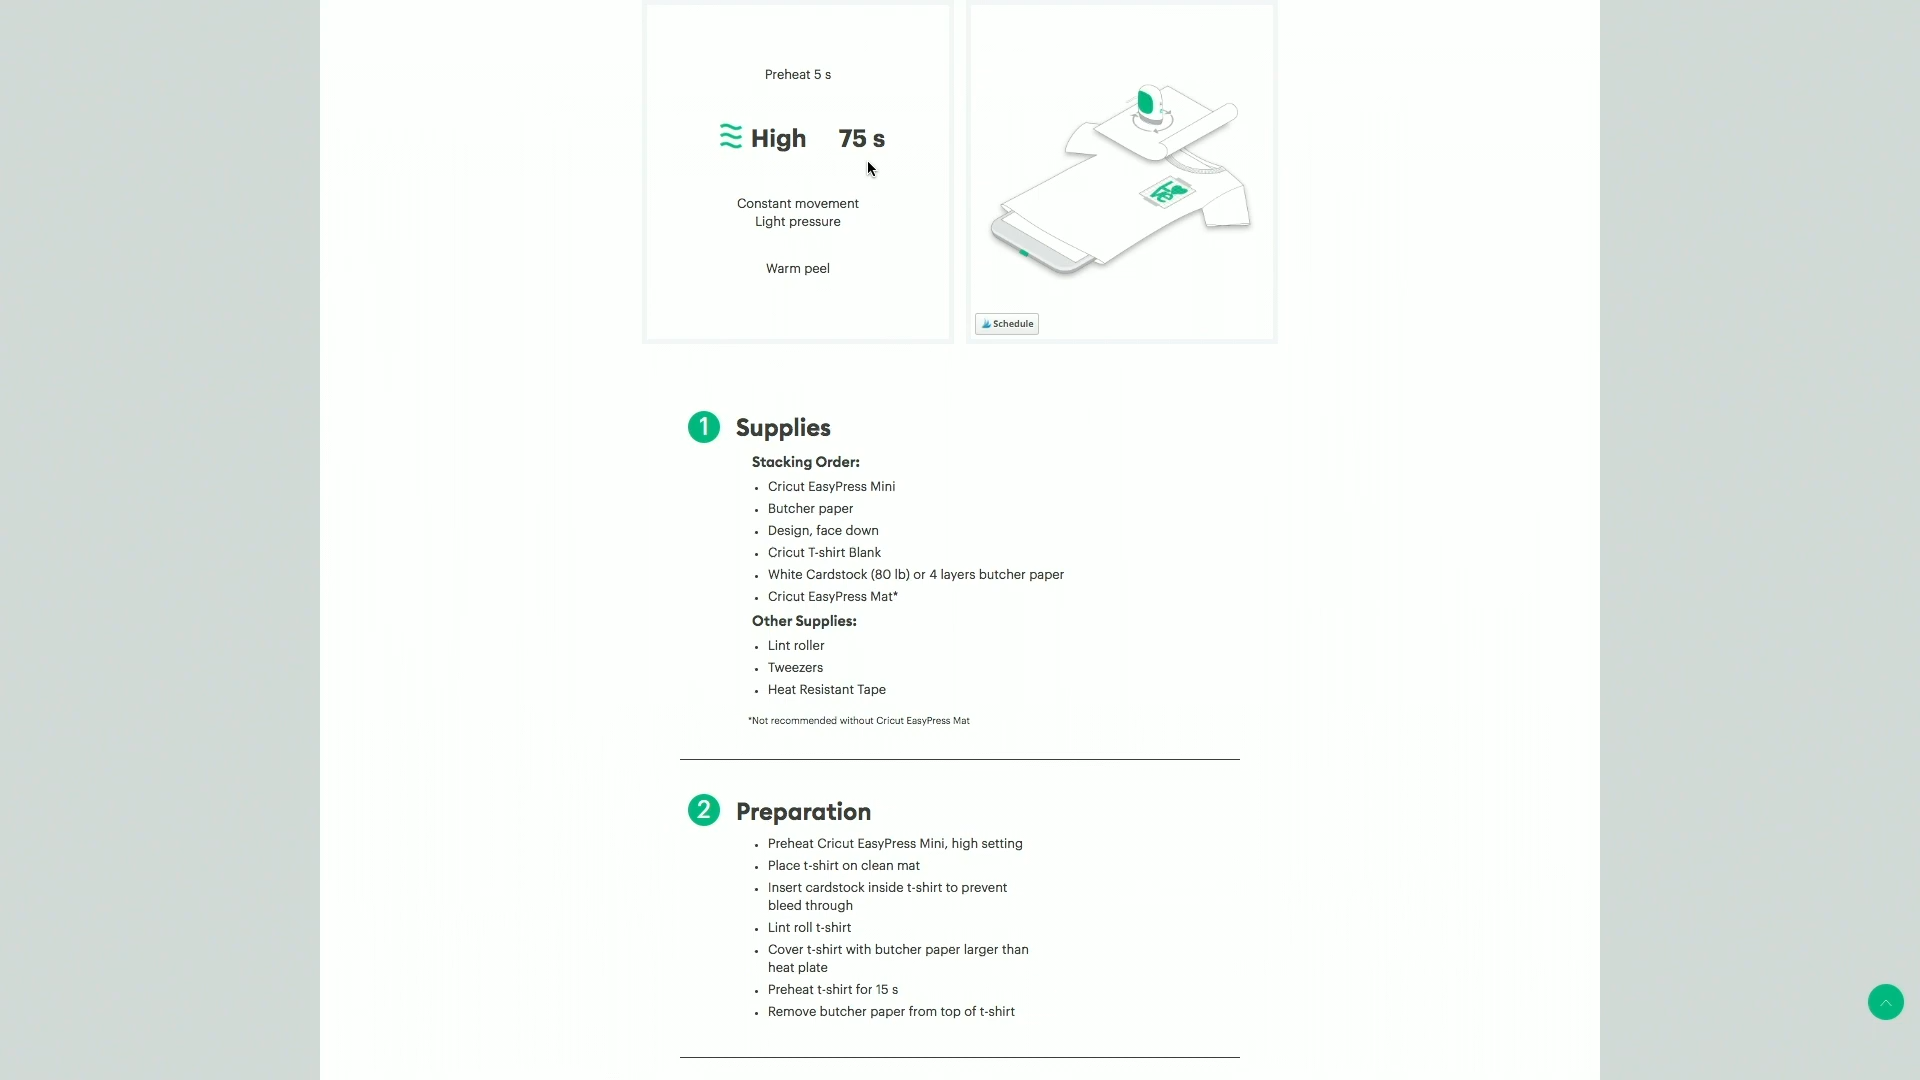 Preheat 5 s
High 75 s
Constant movement
Light pressure
Warm peel
LOVE
Schedule
1 Supplies
Stacking Order:
• Cricut EasyPress Mini
• Butcher paper
• Design, face down
• Cricut T-shirt Blank
• White Cardstock (80 lb) or 4 layers butcher paper
• Cricut EasyPress Mat*
Other Supplies:
• Lint roller
• Tweezers
• Heat Resistant Tape
*Not recommended without Cricut EasyPress Mat
2 Preparation
• Preheat Cricut EasyPress Mini, high setting
• Place t-shirt on clean mat
• Insert cardstock inside t-shirt to prevent
bleed through
• Lint roll t-shirt
• Cover t-shirt with butcher paper larger than
heat plate
• Preheat t-shirt for 15 s
• Remove butcher paper from top of t-shirt